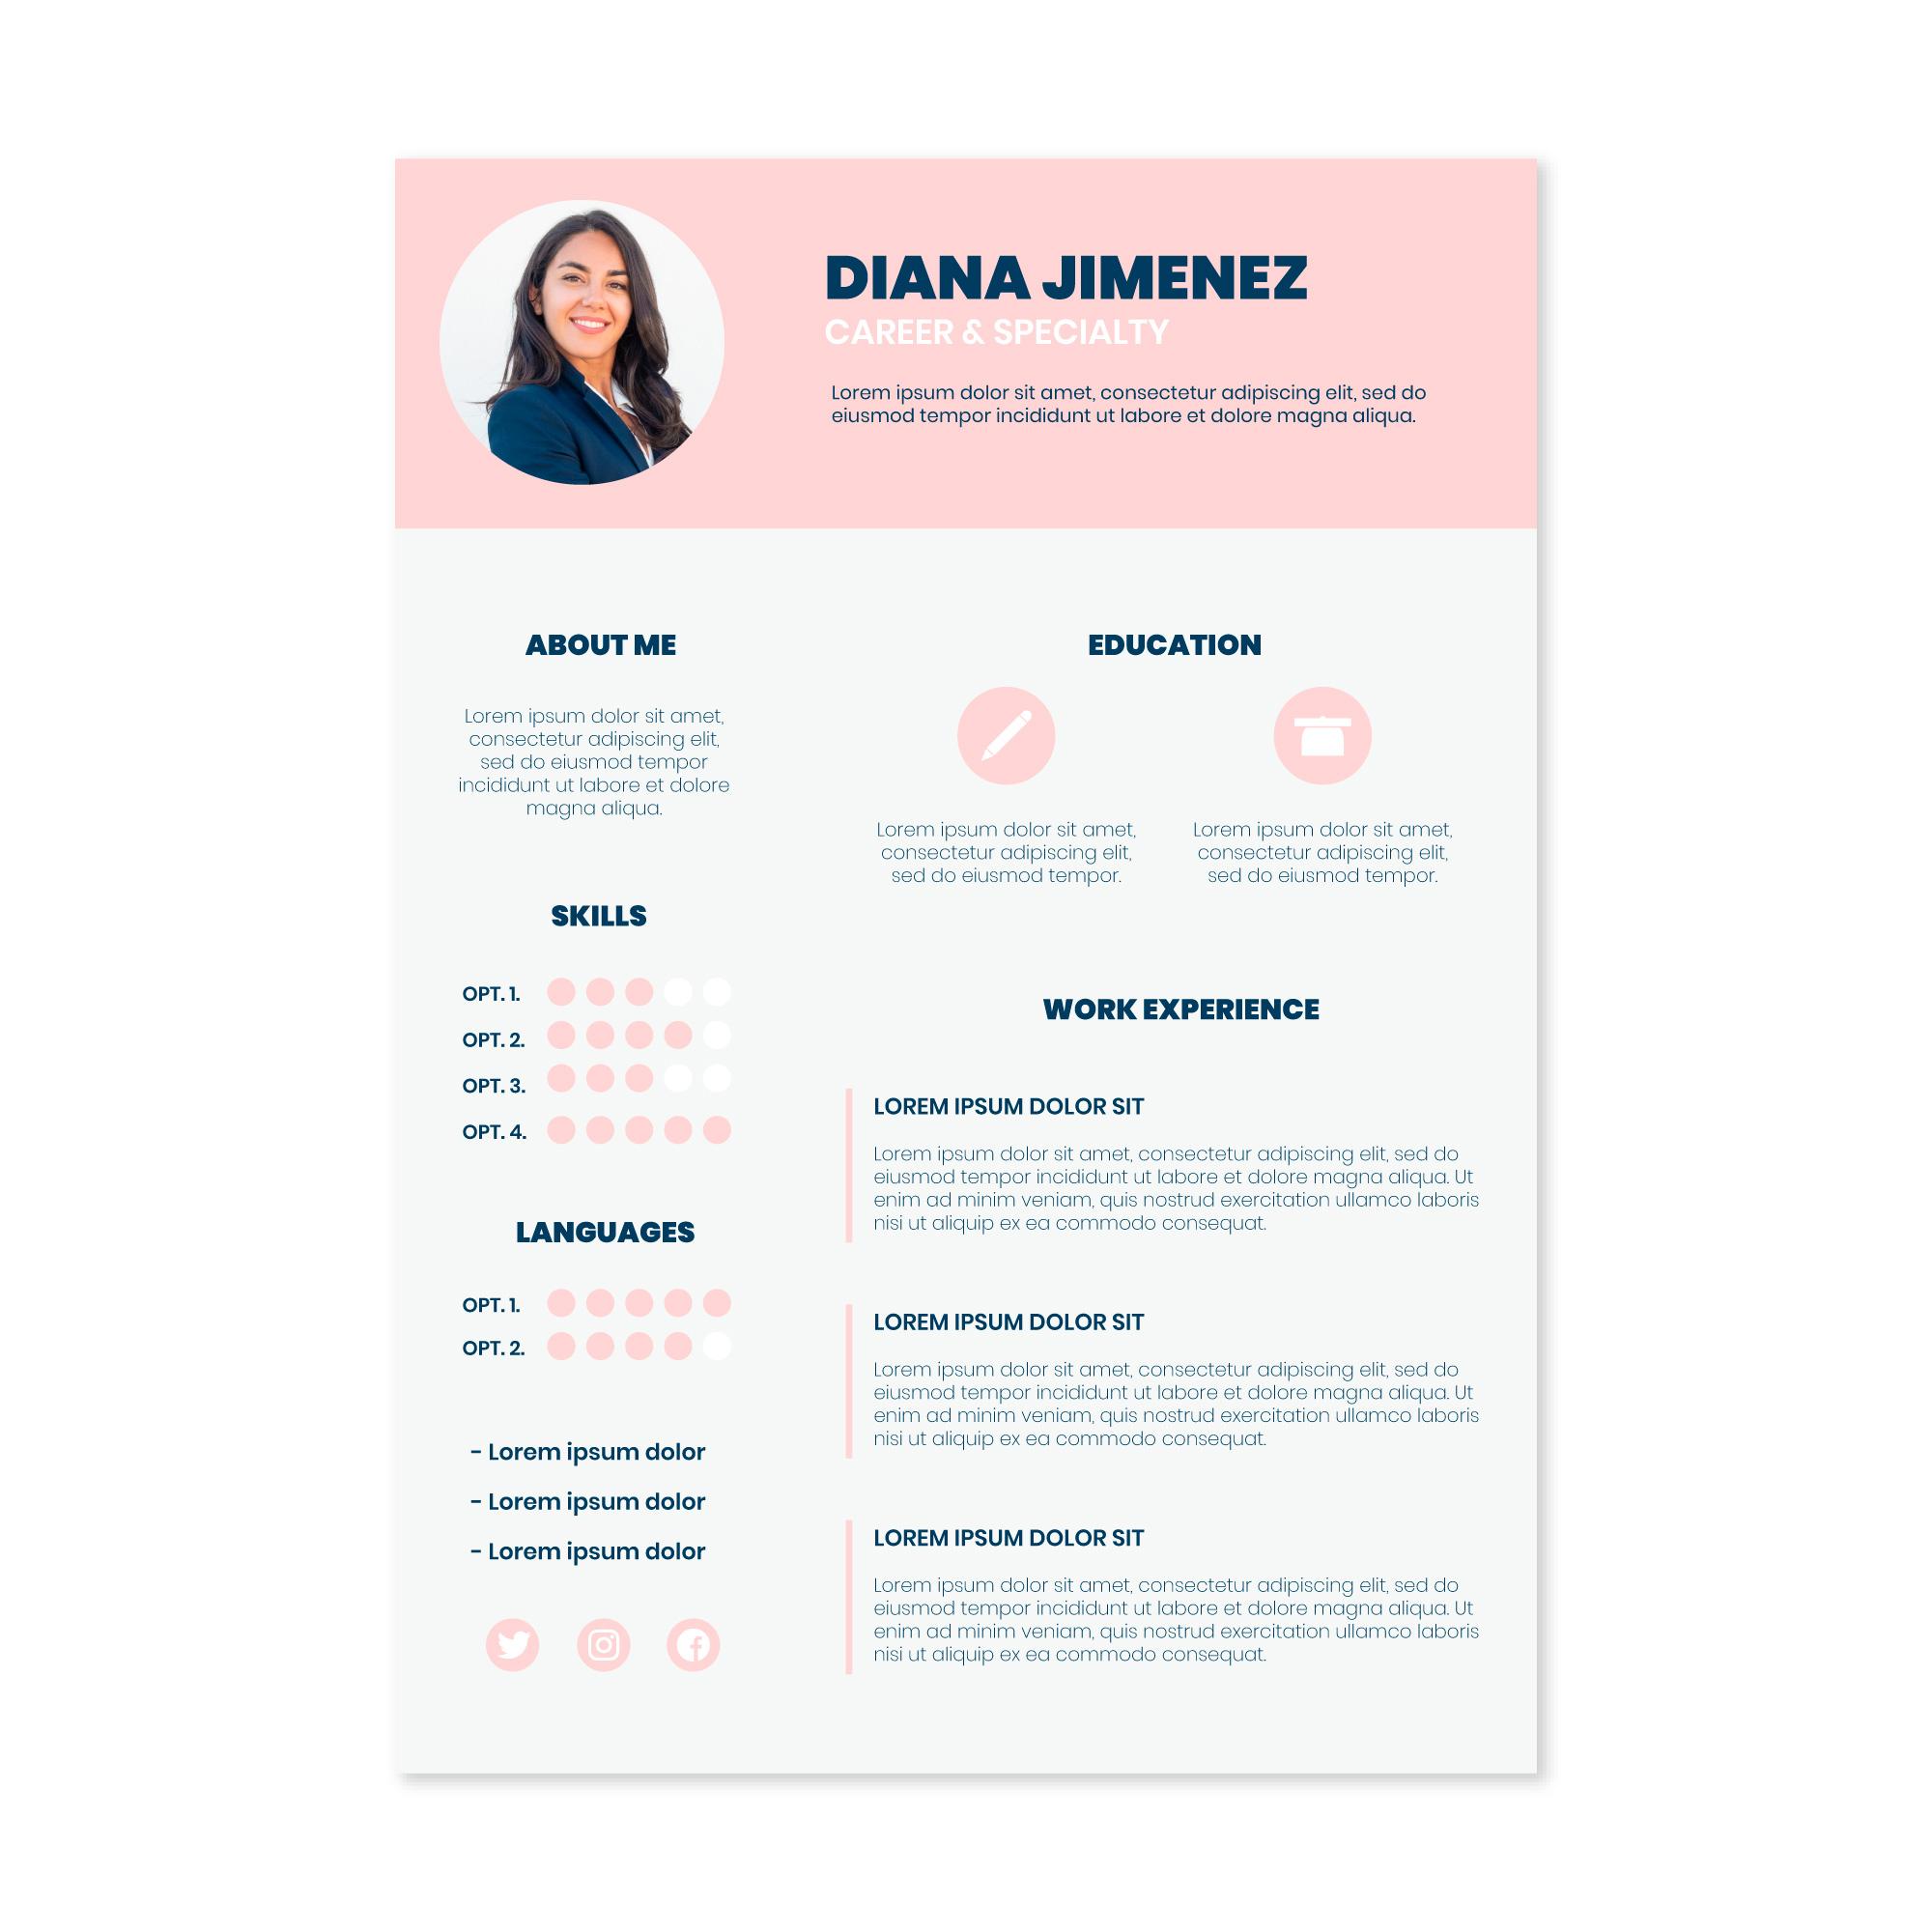 DIANA JIMENEZ
CAREER & SPECIALTY
Lorem ipsum dolor sit amet, consectetur adipiscing elit, sed do
eiusmod tempor incididunt ut labore et dolore magna aliqua.
ABOUT ME
Lorem ipsum dolor sit amet,
consectetur adipiscing elit,
sed do eiusmod tempor
incididunt ut labore et dolore
magna aliqua.
SKILLS
OPT. 1.
OPT. 2.
OPT. 3.
OPT. 4.
LANGUAGES
OPT. 1.
OPT. 2.
- Lorem ipsum dolor
- Lorem ipsum dolor
- Lorem ipsum dolor
EDUCATION
Lorem ipsum dolor sit amet,
consectetur adipiscing elit,
sed do eiusmod tempor.
Lorem ipsum dolor sit amet,
consectetur adipiscing elit,
sed do eiusmod tempor.
WORK EXPERIENCE
LOREM IPSUM DOLOR SIT
Lorem ipsum dolor sit amet, consectetur adipiscing elit, sed do
eiusmod tempor incididunt ut labore et dolore magna aliqua. Ut
enim ad minim veniam, quis nostrud exercitation ullamco laboris
nisi ut aliquip ex ea commodo consequat.
LOREM IPSUM DOLOR SIT
Lorem ipsum dolor sit amet, consectetur adipiscing elit, sed do
eiusmod tempor incididunt ut labore et dolore magna aliqua. Ut
enim ad minim veniam, quis nostrud exercitation ullamco laboris
nisi ut aliquip ex ea commodo consequat.
LOREM IPSUM DOLOR SIT
Lorem ipsum dolor sit amet, consectetur adipiscing elit, sed do
eiusmod tempor incididunt ut labore et dolore magna aliqua. Ut
enim ad minim veniam, quis nostrud exercitation ullamco laboris
nisi ut aliquip ex ea commodo consequat.